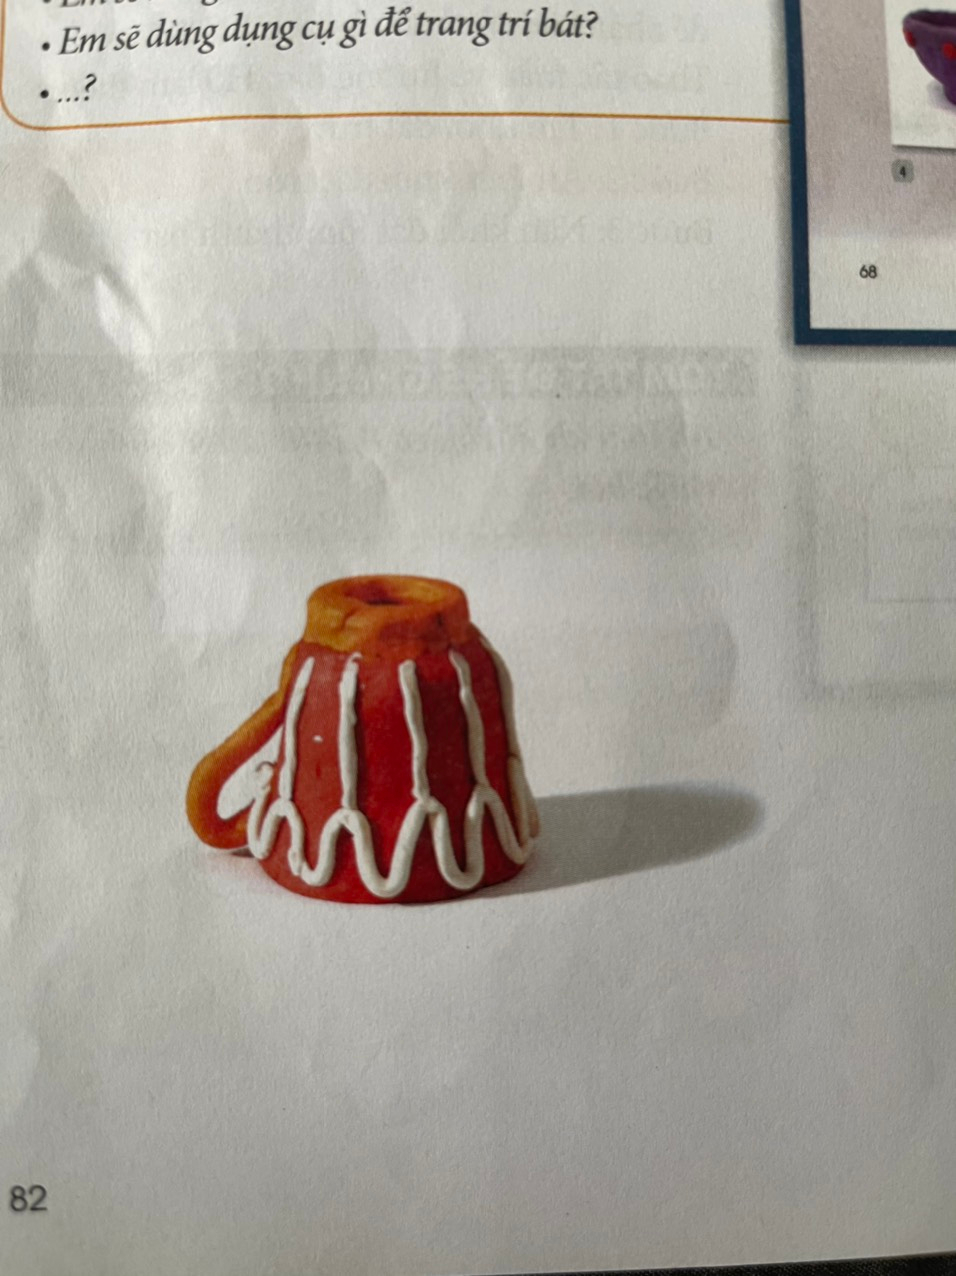 • Em sẽ dùng dụng cụ gì để trang trí bát?
• ...?
4
68
82